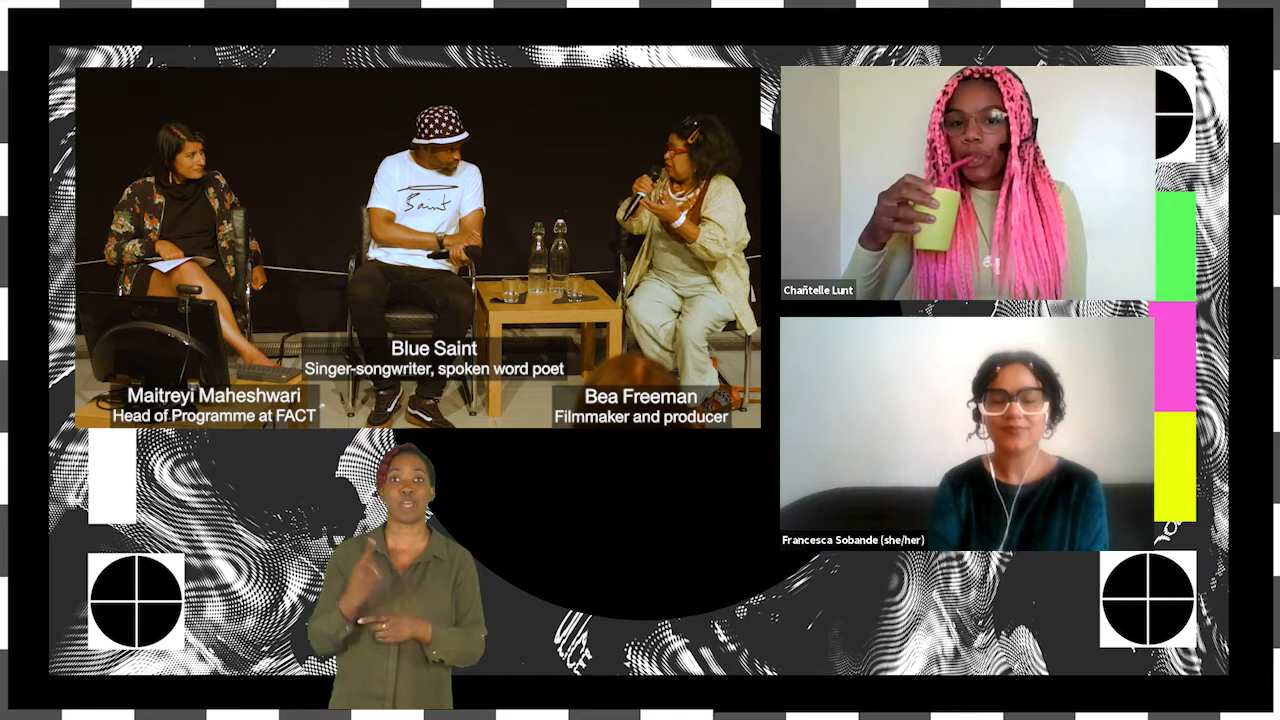 Saint
Blue Saint
Singer-songwriter, spoken word poet
Maitreyi Maheshwari
Head of Programme at FACT
Bea Freeman
Filmmaker and producer
Chañtelle Lunt
Francesca Sobande (she/her)